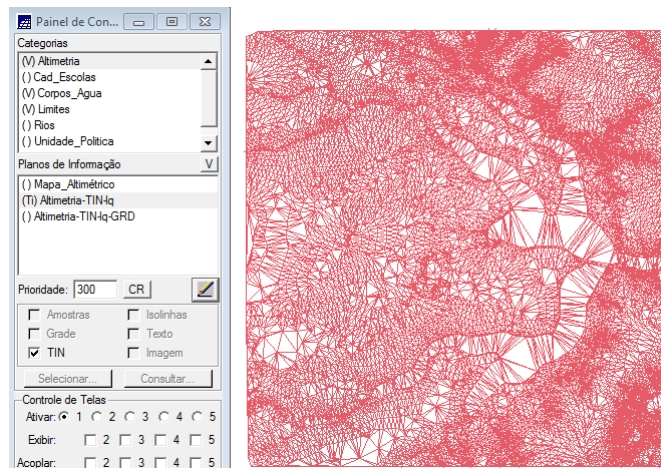 Painel de Con...
Categorias
(V) Altimetria
( ) Cad_Escolas
(V) Corpos_Agua
(V) Limites
( ) Rios
( ) Unidade_Politica
Planos de Informação V
( ) Mapa_Altimétrico
(Ti) Altimetria-TIN-lq
( ) Altimetria-TIN-lq-GRD
Prioridade: 300 CR
Amostras Isolinhas
Grade Texto
TIN Imagem
Selecionar... Consultar...
Controle de Telas
Ativar: 1 2 3 4 5
Exibir: 2 3 4 5
Acoplar: 2 3 4 5